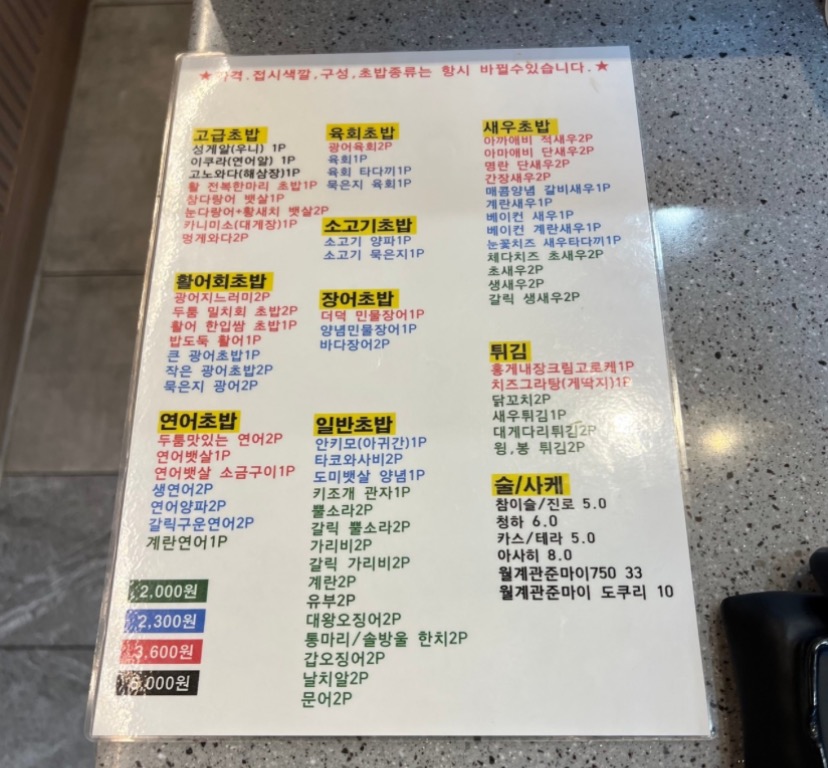 ★가격.접시색깔,구성,초밥종류는 항시 바뀔수있습니다.★
고급초밥
성게알(우니) 1P
이쿠라(연어알) 1P
고노와다(해삼장)1P
활 전복한마리 초밥1P
참다랑어 뱃살1P
눈다랑어+황새치 뱃살2P
카니미소(대게장)1P
멍게와다2P
활어회초밥
광어지느러미2P
두툼 밀치회 초밥2P
활어 한입쌈 초밥1P
밥도둑 활어1P
큰 광어초밥1P
작은 광어초밥2P
묵은지 광어2P
연어초밥
두툼맛있는 연어2P
연어뱃살1P
연어뱃살 소금구이1P
생연어2P
연어양파2P
갈릭구운연어2P
계란연어1P
2,000원
2,300원
3,600원
,000원
육회초밥
광어육회2P
육회1P
육회 타다끼1P
묵은지 육회1P
소고기초밥
소고기 양파1P
소고기 묵은지1P
장어초밥
더덕 민물장어1P
양념민물장어1P
바다장어2P
일반초밥
안키모(아귀간)1P
타코와사비2P
도미뱃살 양념1P
키조개 관자1P
뿔소라2P
갈릭 뿔소라2P
가리비2P
갈릭 가리비2P
계란2P
유부2P
대왕오징어2P
통마리/솔방울 한치2P
갑오징어2P
날치알2P
문어2P
새우초밥
아까애비 적새우2P
아마애비 단새우2P
명란 단새우2P
간장새우2P
매콤양념 갈비새우1P
계란새우1P
베이컨 새우1P
베이컨 계란새우1P
눈꽃치즈 새우타다끼1P
체다치즈 초새우2P
초새우2P
생새우2P
갈릭 생새우2P
튀김
홍게내장크림고로케1P
치즈그라탕(게딱지)1P
닭꼬치2P
새우튀김1P
대게다리튀김2P
윙,봉 튀김2P
술/사케
참이슬/진로 5.0
청하 6.0
카스/테라 5.0
아사히 8.0
월계관준마이750 33
월계관준마이 도쿠리 10